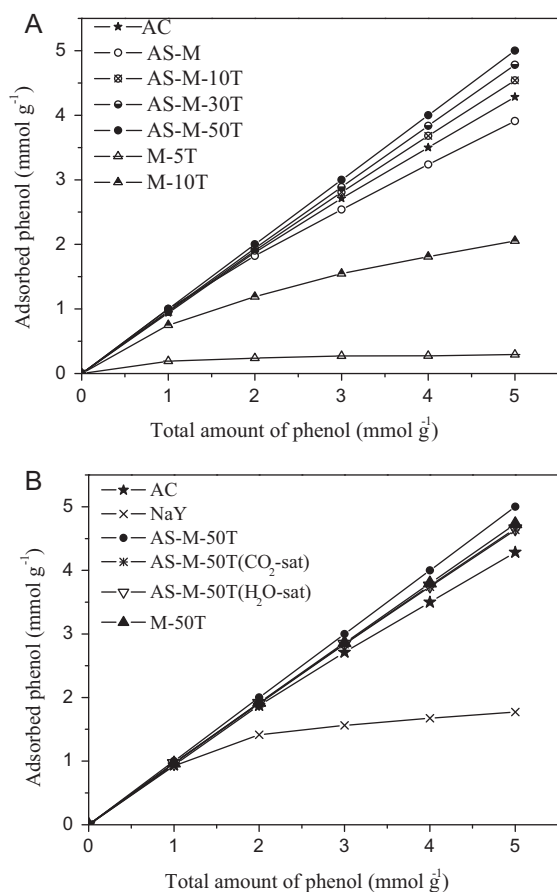 A
AC
AS-M
AS-M-10T
AS-M-30T
AS-M-50T
M-5T
M-10T
Adsorbed phenol (mmol g⁻¹)
5
4
3
2
1
0
0 1 2 3 4 5
Total amount of phenol (mmol g⁻¹)
B
AC
NaY
AS-M-50T
AS-M-50T(CO₂-sat)
AS-M-50T(H₂O-sat)
M-50T
Adsorbed phenol (mmol g⁻¹)
5
4
3
2
1
0
0 1 2 3 4 5
Total amount of phenol (mmol g⁻¹)